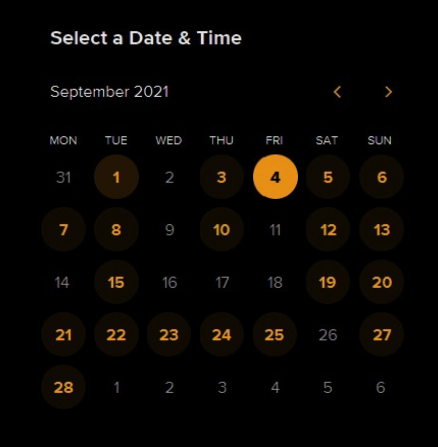 Select a Date & Time
September 2021 < >
MON TUE WED THU FRI SAT SUN
31 1 2 3 4 5 6
7 8 9 10 11 12 13
14 15 16 17 18 19 20
21 22 23 24 25 26 27
28 1 2 3 4 5 6